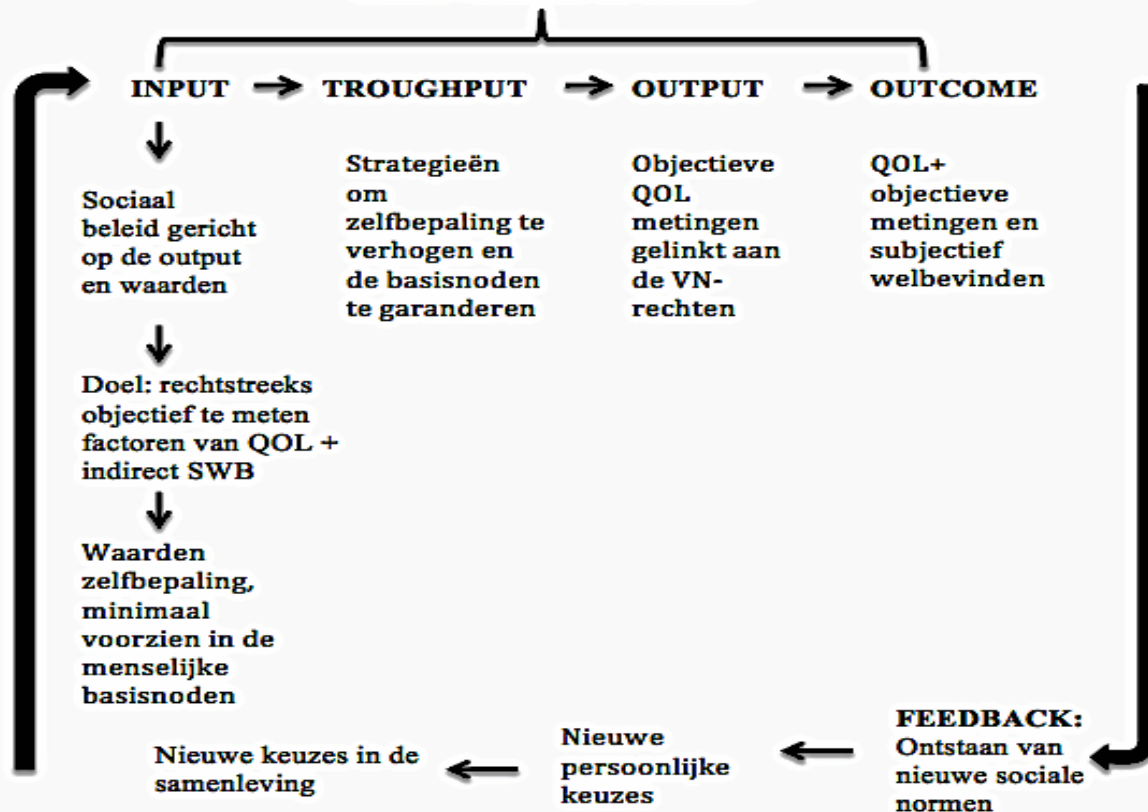 INPUT
TROUGHPUT
OUTPUT
OUTCOME
Sociaal
beleid gericht
op de output
en waarden
Strategieën
om
zelfbepaling te
verhogen en
de basisnoden
te garanderen
Objectieve
QOL
metingen
gelinkt aan
de VN-
rechten
QOL+
objectieve
metingen en
subjectief
welbevinden
Doel: rechtstreeks
objectief te meten
factoren van QOL +
indirect SWB
Waarden
zelfbepaling,
minimaal
voorzien in de
menselijke
basisnoden
FEEDBACK:
Ontstaan van
nieuwe sociale
normen
Nieuwe
persoonlijke
keuzes
Nieuwe keuzes in de
samenleving